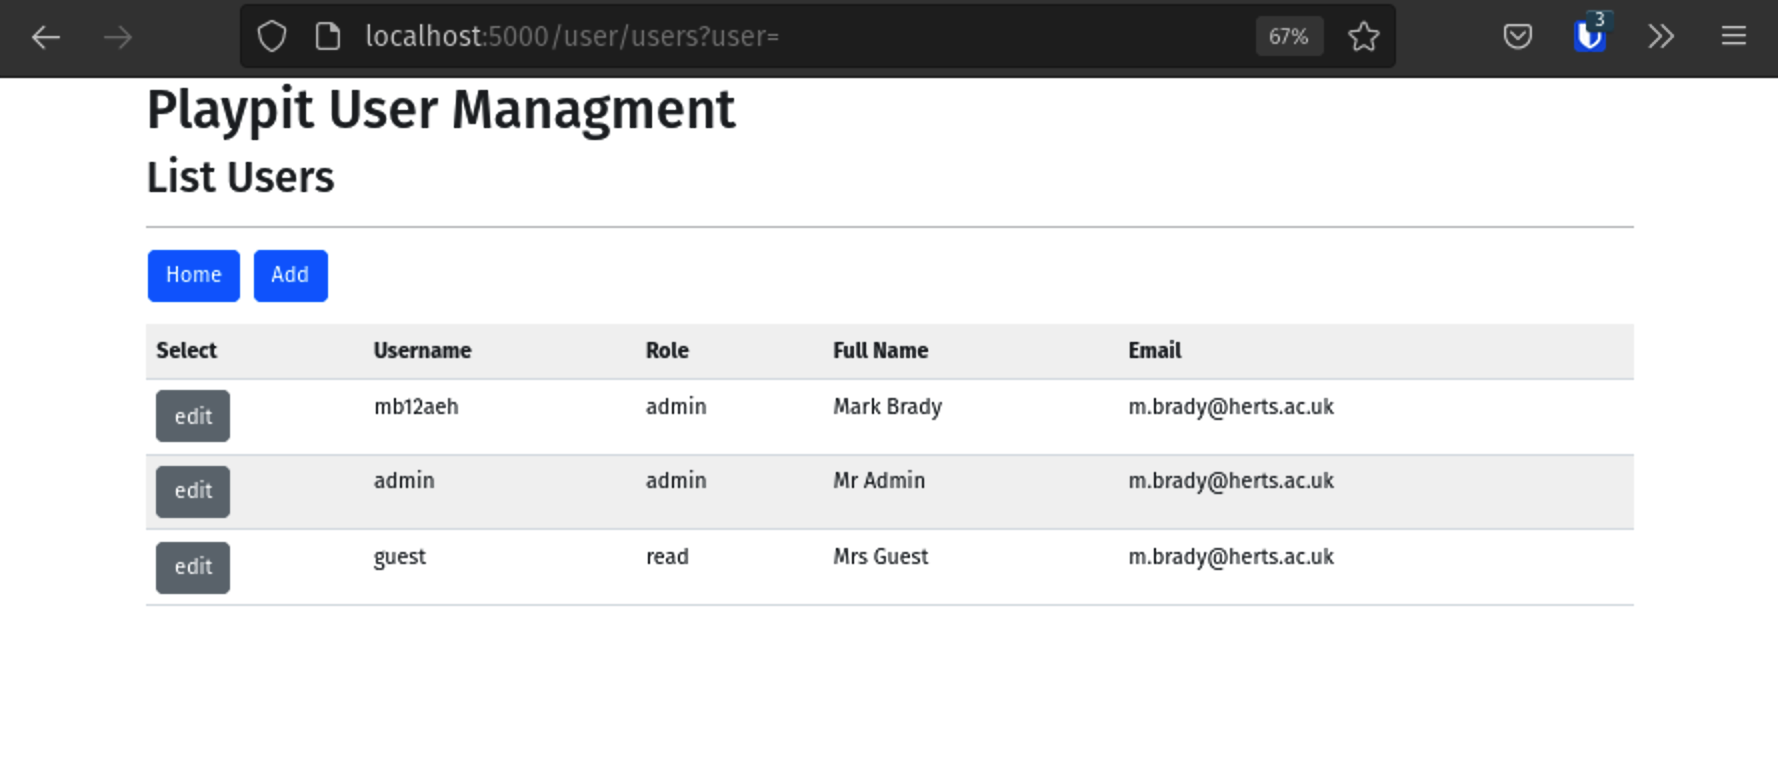 localhost:5000/user/users?user=
67%
3
Playpit User Managment
List Users
Home Add
Select Username Role Full Name Email
edit mb12aeh admin Mark Brady m.brady@herts.ac.uk
edit admin admin Mr Admin m.brady@herts.ac.uk
edit guest read Mrs Guest m.brady@herts.ac.uk